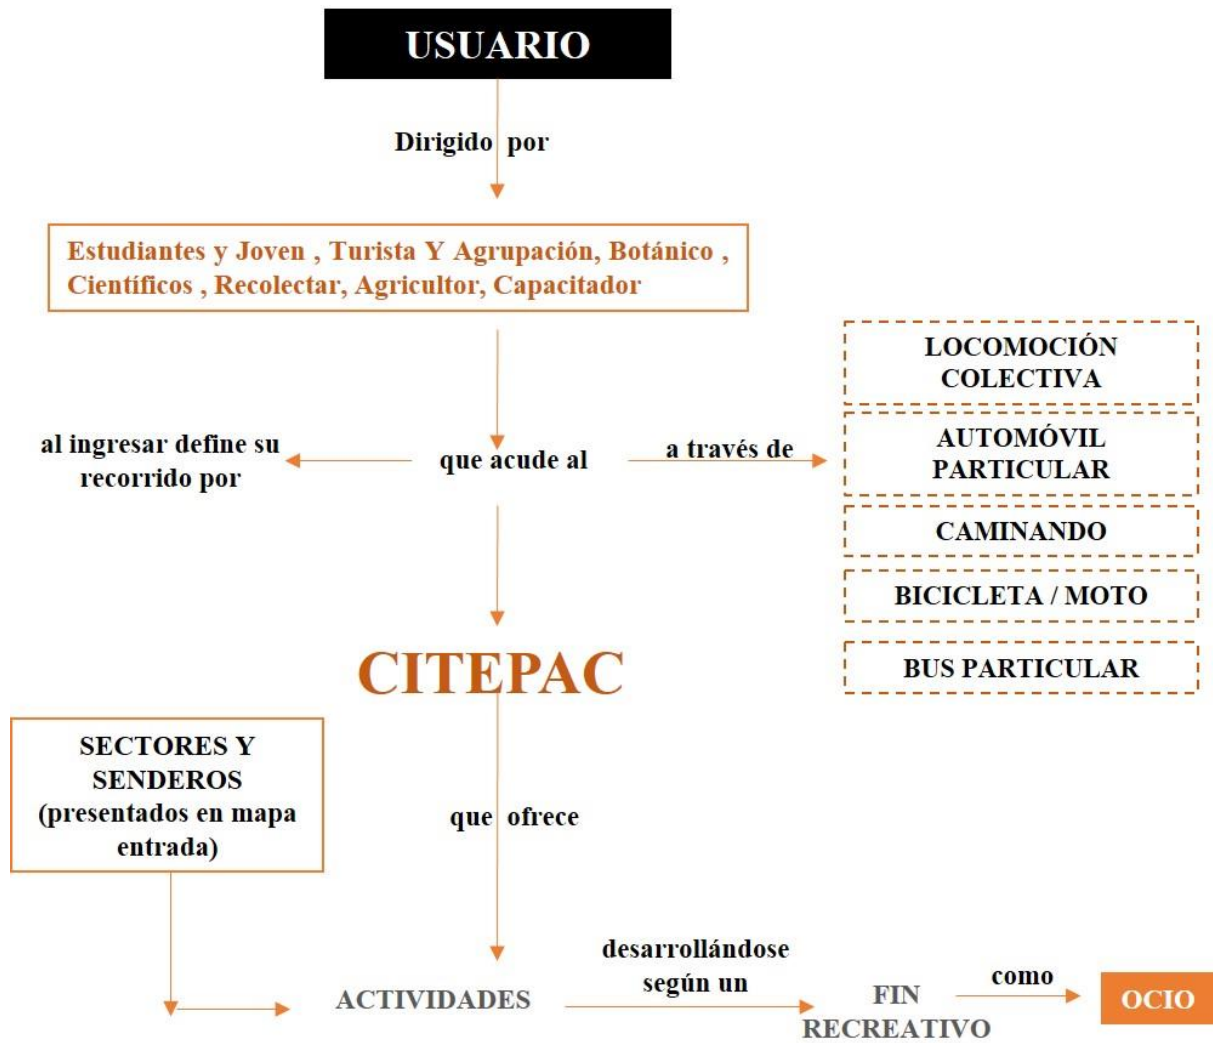 USUARIO
Dirigido por
Estudiantes y Joven , Turista Y Agrupación, Botánico ,
Científicos , Recolectar, Agricultor, Capacitador
al ingresar define su
recorrido por
que acude al
a través de
LOCOMOCIÓN
COLECTIVA
AUTOMÓVIL
PARTICULAR
CAMINANDO
BICICLETA / MOTO
BUS PARTICULAR
CITEPAC
SECTORES Y
SENDEROS
(presentados en mapa
entrada)
que ofrece
ACTIVIDADES
desarrollándose
según un
FIN
RECREATIVO
como
OCIO